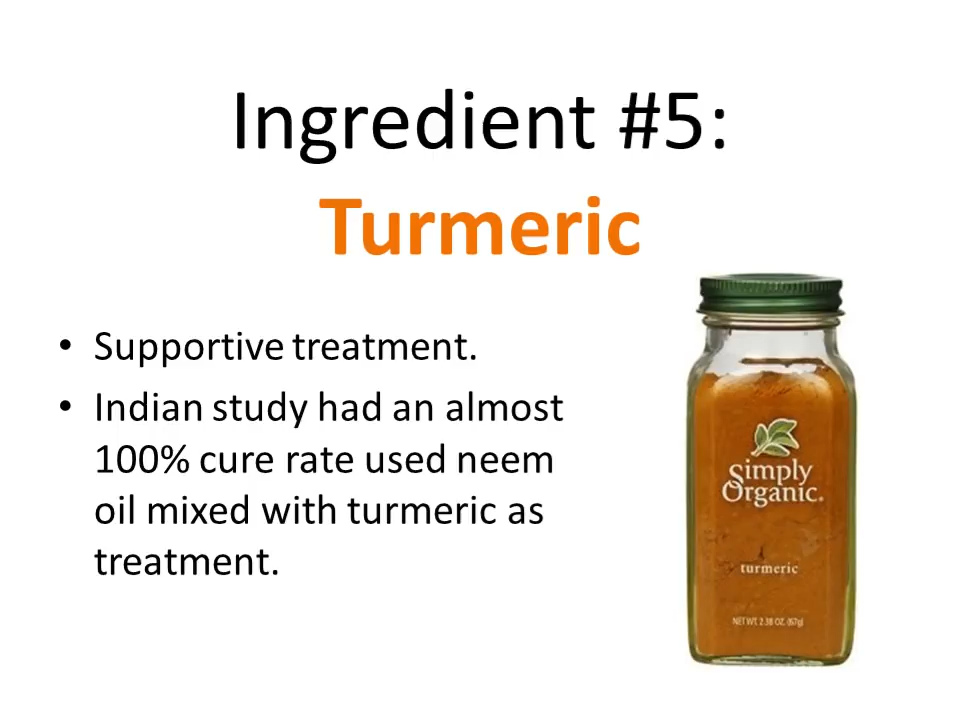 Ingredient #5:
Turmeric
• Supportive treatment.
• Indian study had an almost
100% cure rate used neem
oil mixed with turmeric as
treatment.
Simply
Organic®
turmeric
NET WT. 2.38 OZ. (67g)